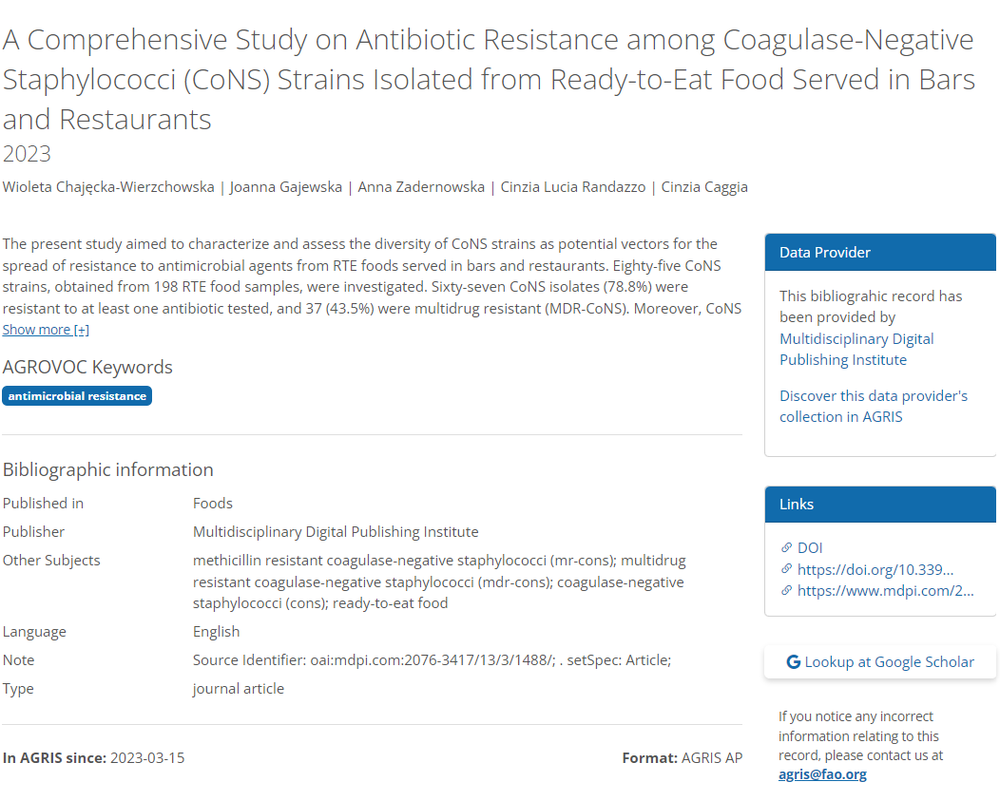 A Comprehensive Study on Antibiotic Resistance among Coagulase-Negative
Staphylococci (CoNS) Strains Isolated from Ready-to-Eat Food Served in Bars
and Restaurants
2023
Wioleta Chajęcka-Wierzchowska | Joanna Gajewska | Anna Zadernowska | Cinzia Lucia Randazzo | Cinzia Caggia
The present study aimed to characterize and assess the diversity of CoNS strains as potential vectors for the
spread of resistance to antimicrobial agents from RTE foods served in bars and restaurants. Eighty-five CoNS
strains, obtained from 198 RTE food samples, were investigated. Sixty-seven CoNS isolates (78.8%) were
resistant to at least one antibiotic tested, and 37 (43.5%) were multidrug resistant (MDR-CoNS). Moreover, CoNS
Show more [+]
AGROVOC Keywords
antimicrobial resistance
Bibliographic information
Published in Foods
Publisher Multidisciplinary Digital Publishing Institute
Other Subjects methicillin resistant coagulase-negative staphylococci (mr-cons); multidrug
resistant coagulase-negative staphylococci (mdr-cons); coagulase-negative
staphylococci (cons); ready-to-eat food
Language English
Note Source Identifier: oai:mdpi.com:2076-3417/13/3/1488/; . setSpec: Article;
Type journal article
In AGRIS since: 2023-03-15 Format: AGRIS AP
Data Provider
This bibliograhic record has
been provided by
Multidisciplinary Digital
Publishing Institute
Discover this data provider's
collection in AGRIS
Links
DOI
https://doi.org/10.339...
https://www.mdpi.com/2...
Lookup at Google Scholar
If you notice any incorrect
information relating to this
record, please contact us at
agris@fao.org